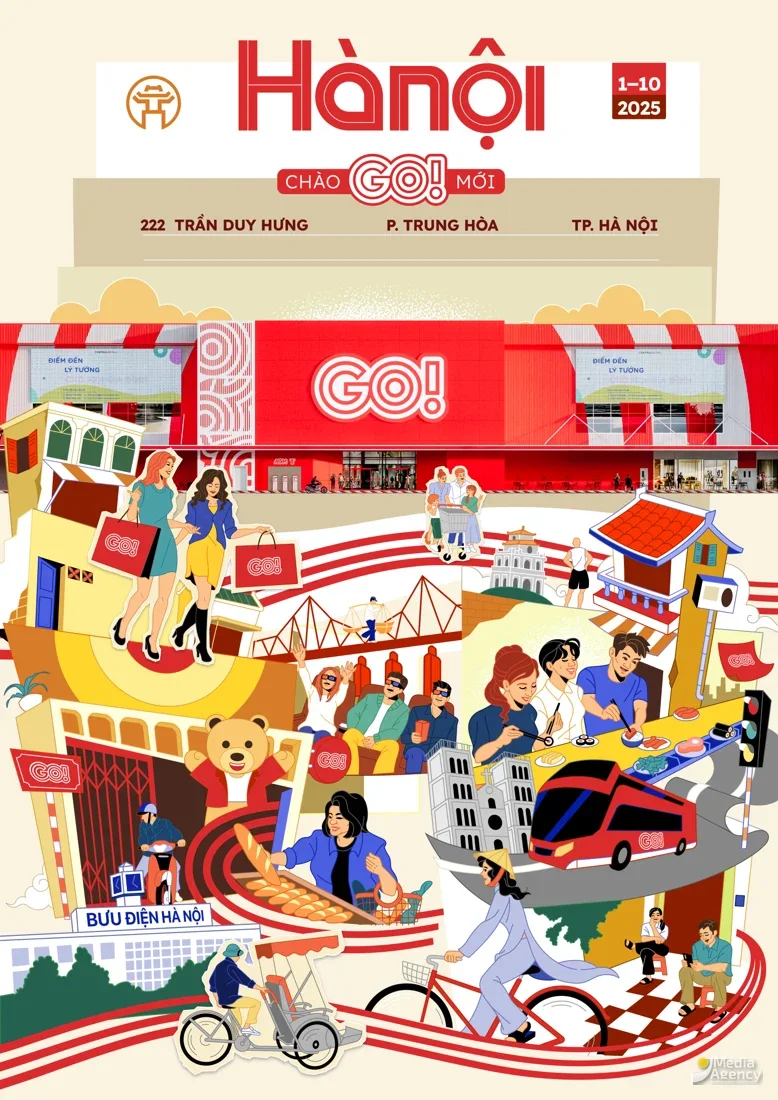 Hànội
1–10
2025
CHÀO GO! MỚI
222 TRẦN DUY HƯNG P. TRUNG HÒA TP. HÀ NỘI
ĐIỂM ĐẾN
LÝ TƯỞNG
GO!
ĐIỂM ĐẾN
LÝ TƯỞNG
GO!
GO!
GO!
GO!
GO!
GO!
BƯU ĐIỆN HÀ NỘI
Media
Agency